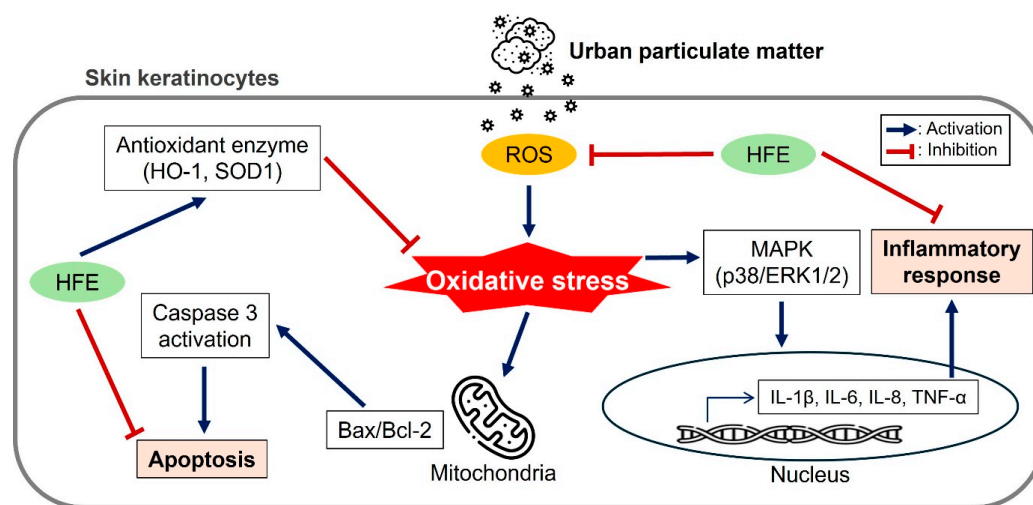 Urban particulate matter
Skin keratinocytes
Antioxidant enzyme
(HO-1, SOD1)
ROS
HFE
: Activation
: Inhibition
HFE
Oxidative stress
MAPK
(p38/ERK1/2)
Inflammatory
response
Caspase 3
activation
Bax/Bcl-2
IL-1β, IL-6, IL-8, TNF-α
Apoptosis
Mitochondria
Nucleus